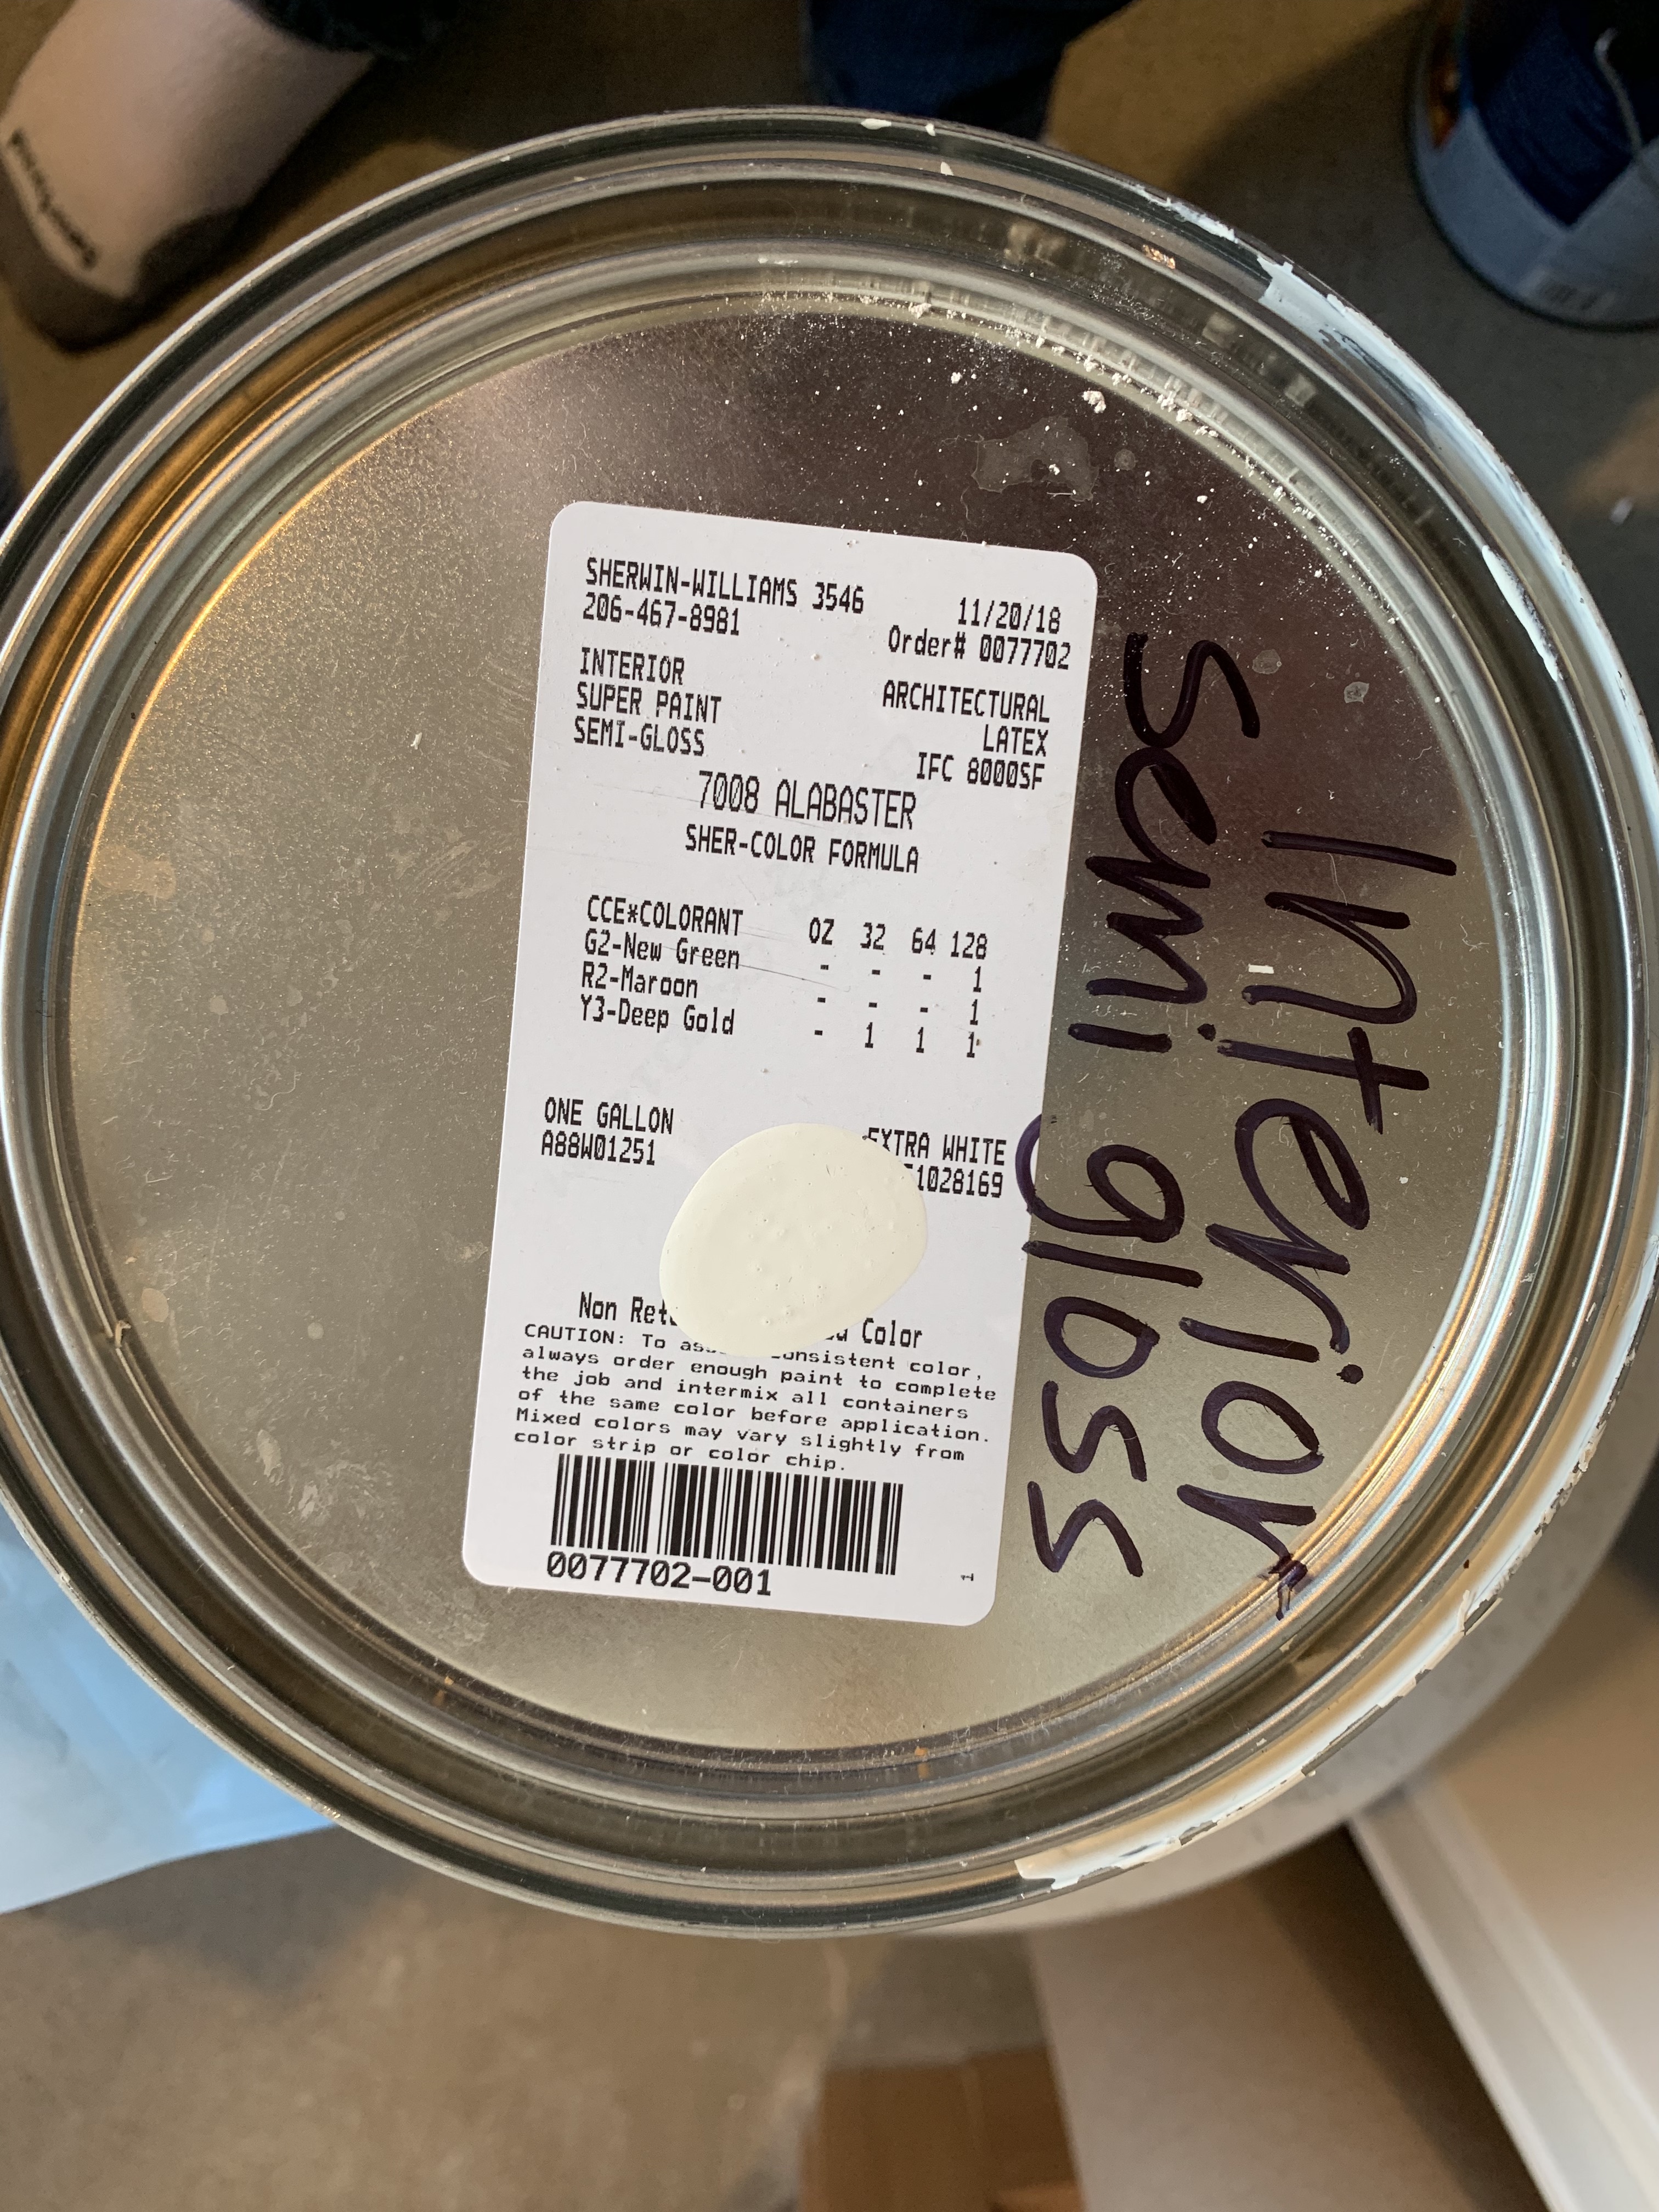 SHERWIN-WILLIAMS 3546 11/20/18
206-467-8981 Order# 0077702
INTERIOR ARCHITECTURAL
SUPER PAINT LATEX
SEMI-GLOSS IFC 8000SF
7008 ALABASTER
SHER-COLOR FORMULA
CCE*COLORANT OZ 32 64 128
G2-New Green - - - 1
R2-Maroon - - - 1
Y3-Deep Gold - 1 1 1
ONE GALLON EXTRA WHITE
A88W01251 1028169
Non Color
CAUTION: To consistent color,
always order enough paint to complete
the job and intermix all containers
of the same color before application.
Mixed colors may vary slightly from
color strip or color chip.
0077702-001
1
Interior
semi gloss